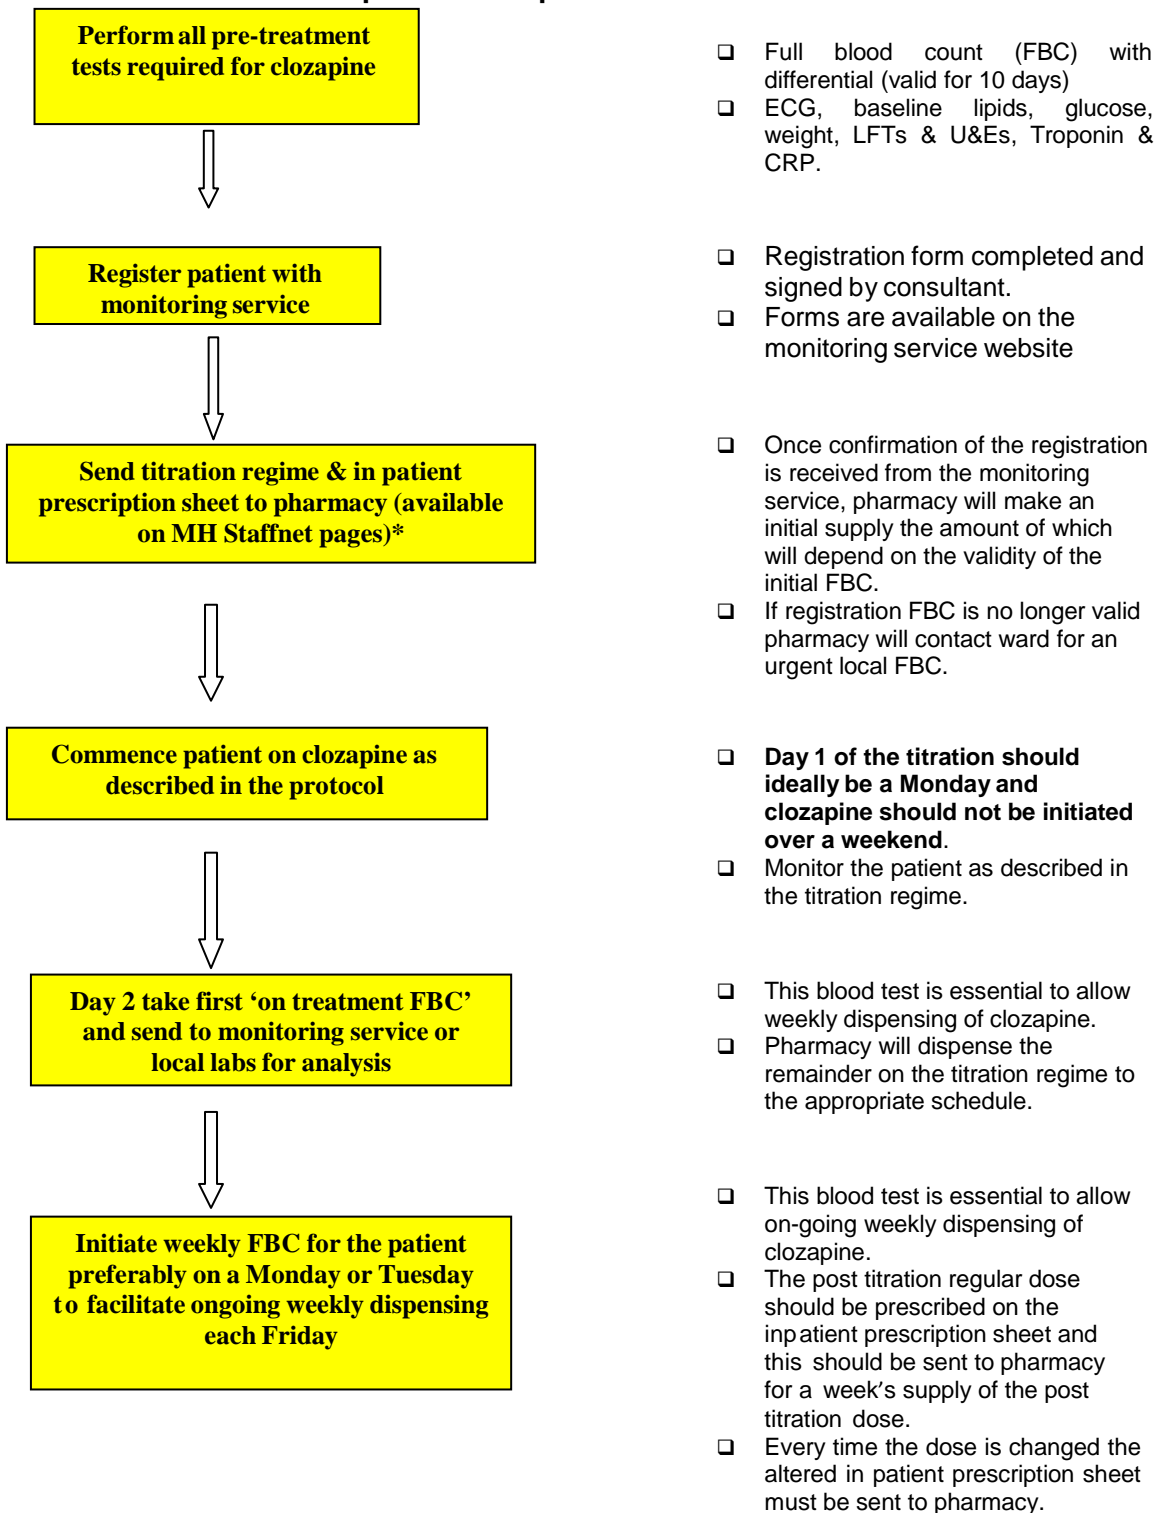 Perform all pre-treatment
tests required for clozapine
❑ Full blood count (FBC) with
differential (valid for 10 days)
❑ ECG, baseline lipids, glucose,
weight, LFTs & U&Es, Troponin &
CRP.
Register patient with
monitoring service
❑ Registration form completed and
signed by consultant.
❑ Forms are available on the
monitoring service website
Send titration regime & in patient
prescription sheet to pharmacy (available
on MH Staffnet pages)*
❑ Once confirmation of the registration
is received from the monitoring
service, pharmacy will make an
initial supply the amount of which
will depend on the validity of the
initial FBC.
❑ If registration FBC is no longer valid
pharmacy will contact ward for an
urgent local FBC.
Commence patient on clozapine as
described in the protocol
❑ Day 1 of the titration should
ideally be a Monday and
clozapine should not be initiated
over a weekend.
❑ Monitor the patient as described in
the titration regime.
Day 2 take first ‘on treatment FBC’
and send to monitoring service or
local labs for analysis
❑ This blood test is essential to allow
weekly dispensing of clozapine.
❑ Pharmacy will dispense the
remainder on the titration regime to
the appropriate schedule.
Initiate weekly FBC for the patient
preferably on a Monday or Tuesday
to facilitate ongoing weekly dispensing
each Friday
❑ This blood test is essential to allow
on-going weekly dispensing of
clozapine.
❑ The post titration regular dose
should be prescribed on the
inpatient prescription sheet and
this should be sent to pharmacy
for a week’s supply of the post
titration dose.
❑ Every time the dose is changed the
altered in patient prescription sheet
must be sent to pharmacy.